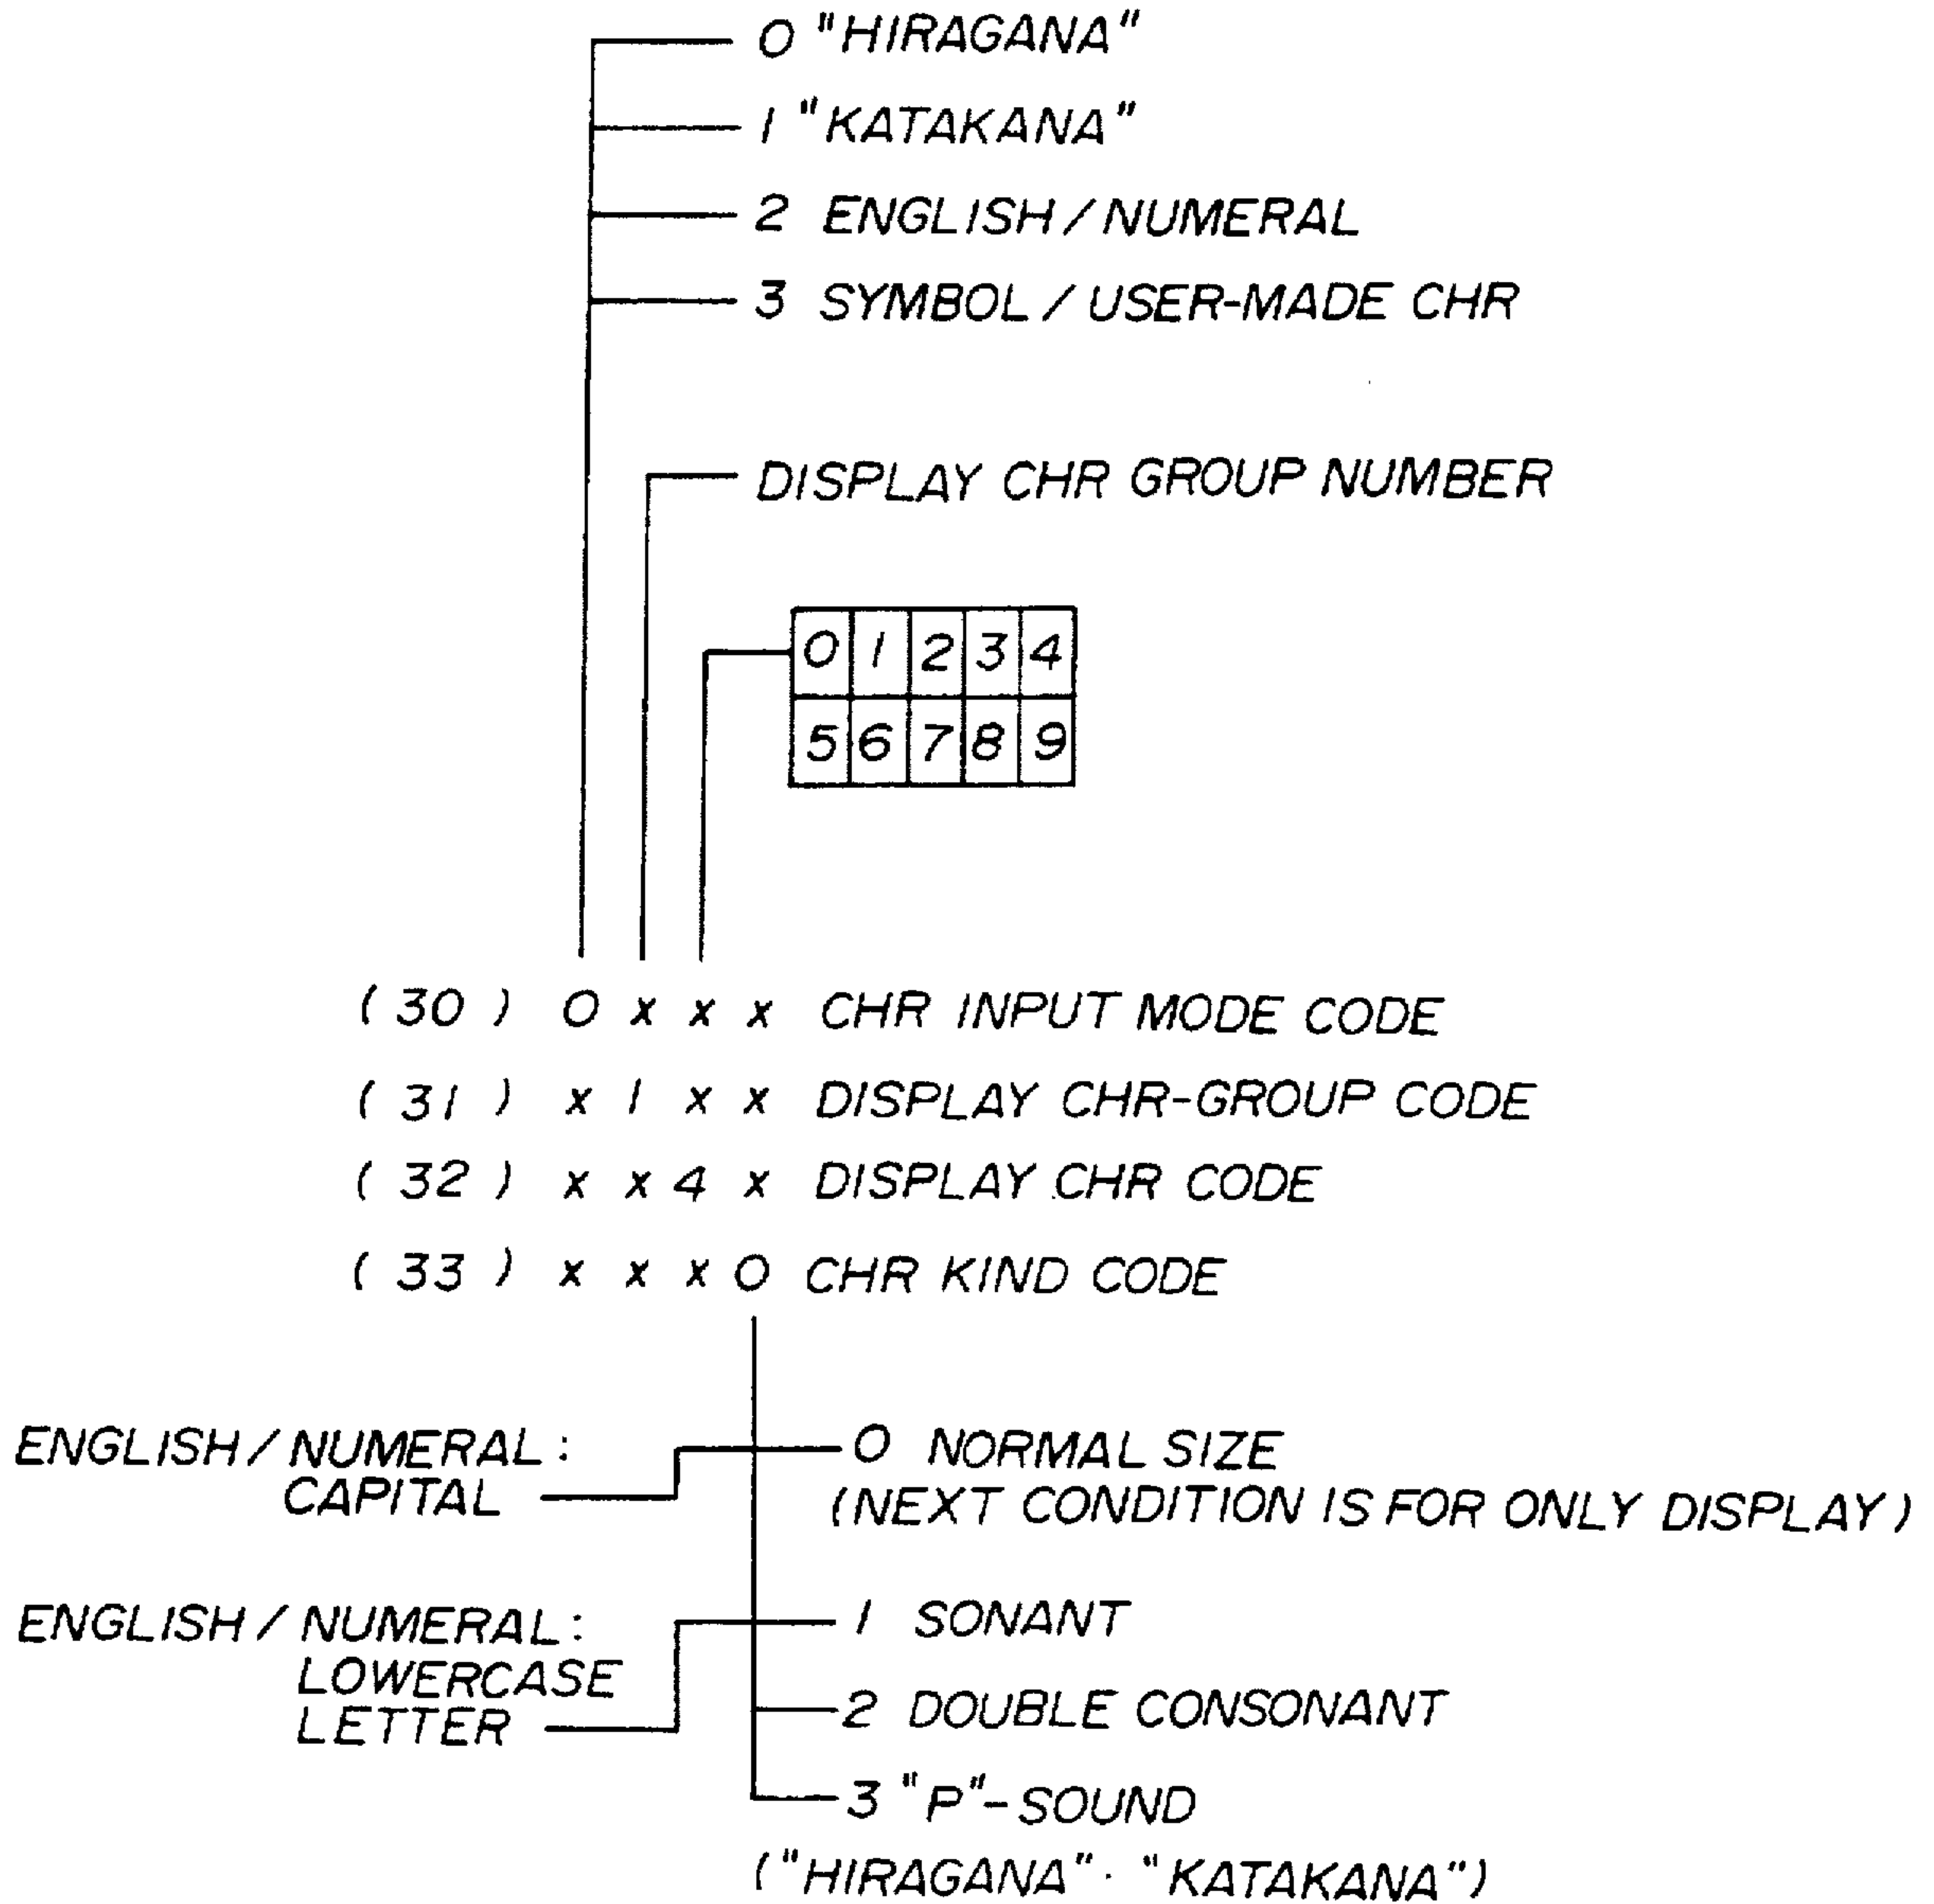 0 "HIRAGANA"
1 "KATAKANA"
2 ENGLISH / NUMERAL
3 SYMBOL / USER-MADE CHR
DISPLAY CHR GROUP NUMBER
0 1 2 3 4
5 6 7 8 9
(30) 0 x x x CHR INPUT MODE CODE
(31) x 1 x x DISPLAY CHR-GROUP CODE
(32) x x 4 x DISPLAY CHR CODE
(33) x x x 0 CHR KIND CODE
ENGLISH / NUMERAL:
CAPITAL
0 NORMAL SIZE
(NEXT CONDITION IS FOR ONLY DISPLAY)
ENGLISH / NUMERAL:
LOWERCASE
LETTER
1 SONANT
2 DOUBLE CONSONANT
3 "P"-SOUND
("HIRAGANA"· "KATAKANA")